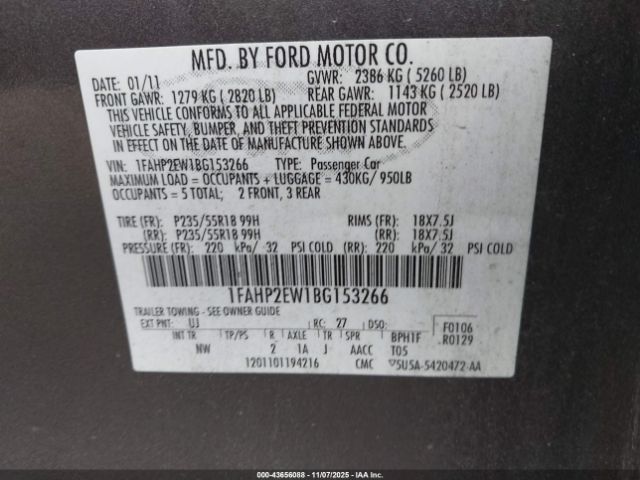 MFD. BY FORD MOTOR CO.
DATE: 01/11 GVWR: 2386 KG ( 5260 LB)
FRONT GAWR: 1279 KG ( 2820 LB) REAR GAWR: 1143 KG ( 2520 LB)
THIS VEHICLE CONFORMS TO ALL APPLICABLE FEDERAL MOTOR
VEHICLE SAFETY, BUMPER, AND THEFT PREVENTION STANDARDS
IN EFFECT ON THE DATE OF MANUFACTURE SHOWN ABOVE.
VIN: 1FAHP2EW1BG153266 TYPE: Passenger Car
MAXIMUM LOAD = OCCUPANTS + LUGGAGE = 430KG/ 950LB
OCCUPANTS = 5 TOTAL; 2 FRONT, 3 REAR
TIRE (FR): P235/55R18 99H RIMS (FR): 18X7.5J
(RR): P235/55R18 99H (RR): 18X7.5J
PRESSURE (FR): 220 kPa/ 32 PSI COLD (RR): 220 kPa/ 32 PSI COLD
1FAHP2EW1BG153266
TRAILER TOWING - SEE OWNER GUIDE
EXT PNT: UJ RC: 27 DSO: F0106
INT TR TP/PS R AXLE TR SPR BPH1F R0129
NW 2 1A J AACC T05
1201101194216 CMC 5U5A-5420472-AA
000-43656088 - 11/07/2025 - IAA Inc.